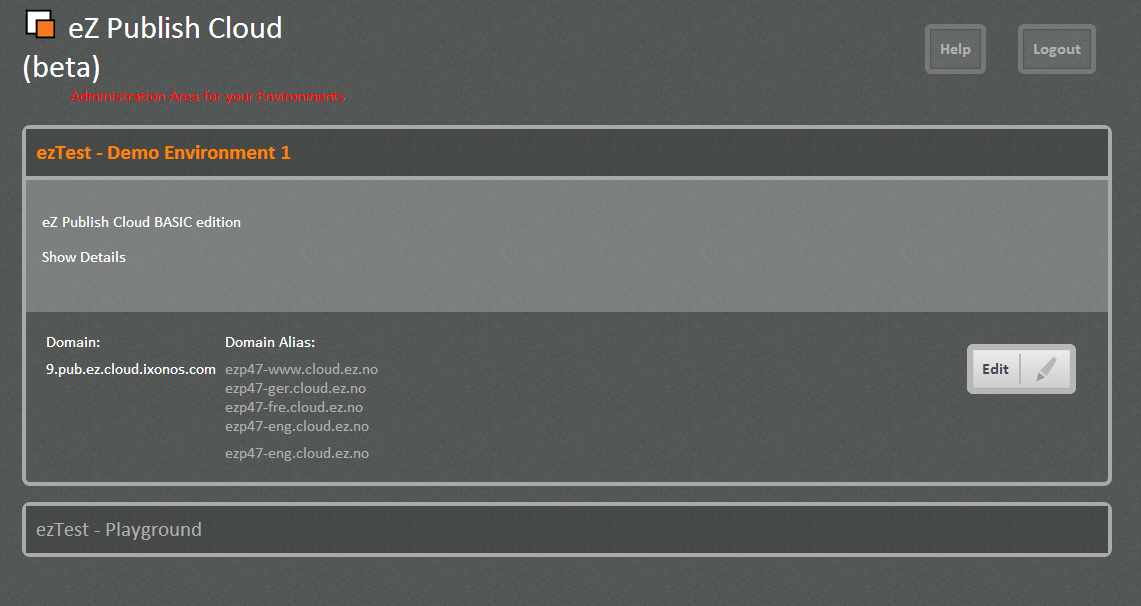 eZ Publish Cloud
(beta)
Help
Logout
Administration Area for your Environments
ezTest - Demo Environment 1
eZ Publish Cloud BASIC edition
Show Details
Domain:
Domain Alias:
9.pub.ez.cloud.ixonos.com
ezp47-www.cloud.ez.no
ezp47-ger.cloud.ez.no
ezp47-fre.cloud.ez.no
ezp47-eng.cloud.ez.no
ezp47-eng.cloud.ez.no
Edit
ezTest - Playground